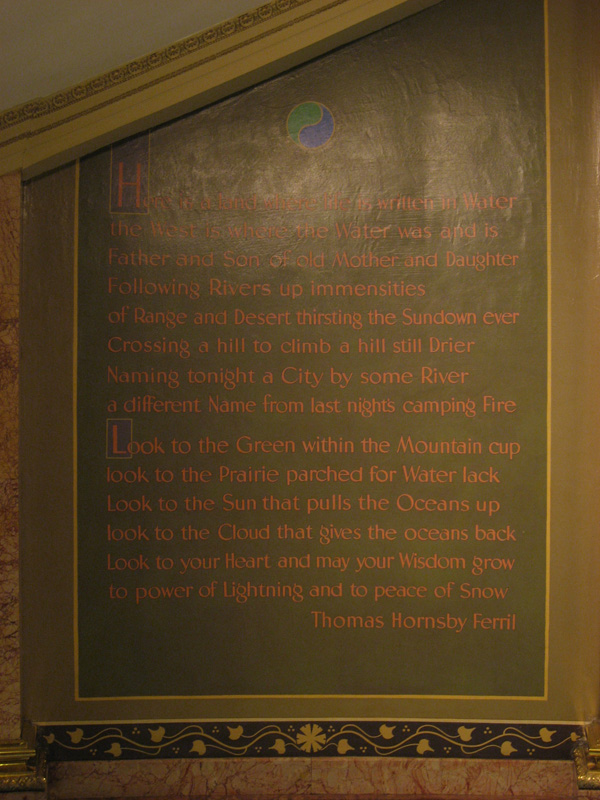 Here is a land where life is written in Water
the West is where the Water was and is
Father and Son of old Mother and Daughter
Following Rivers up immensities
of Range and Desert thirsting the Sundown ever
Crossing a hill to climb a hill still Drier
Naming tonight a City by some River
a different Name from last night's camping Fire
Look to the Green within the Mountain cup
look to the Prairie parched for Water lack
Look to the Sun that pulls the Oceans up
look to the Cloud that gives the oceans back
Look to your Heart and may your Wisdom grow
to power of Lightning and to peace of Snow
Thomas Hornsby Ferril